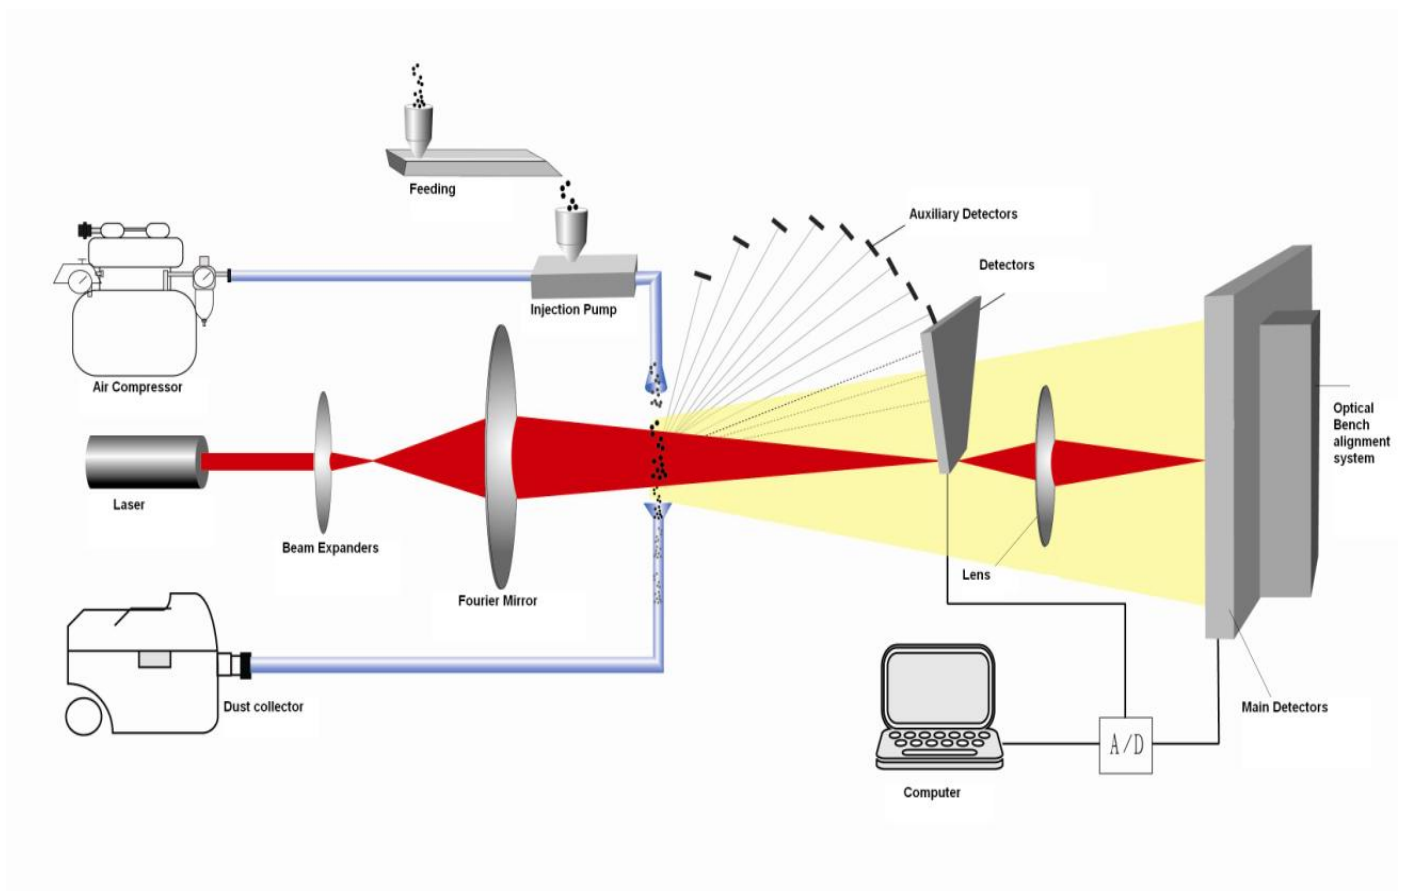 Feeding
Auxiliary Detectors
Detectors
Injection Pump
Air Compressor
Optical
Bench
alignment
system
Laser
Beam Expanders
Lens
Fourier Mirror
Dust collector
Main Detectors
A/D
Computer